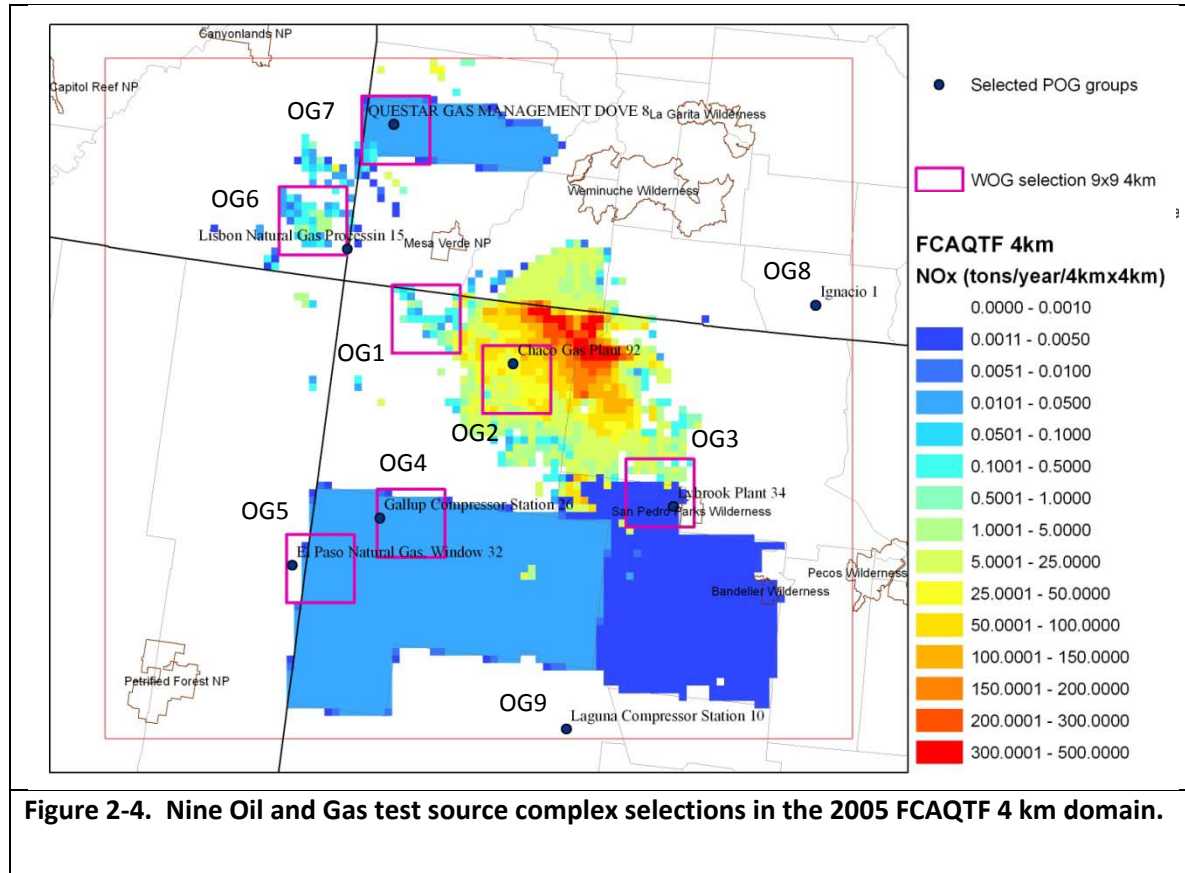 Canyonlands NP
Capitol Reef NP
OG7
QUESTAR GAS MANAGEMENT DOVE 8
La Garita Wilderness
Weminuche Wilderness
OG6
Lisbon Natural Gas Processin 15
Mesa Verde NP
OG8
Ignacio 1
OG1
Chaco Gas Plant 92
OG2
OG3
OG4
Lybrook Plant 34
Gallup Compressor Station 26
San Pedro Parks Wilderness
OG5
El Paso Natural Gas, Window 32
Pecos Wilderness
Bandelier Wilderness
Petrified Forest NP
OG9
Laguna Compressor Station 10
Selected POG groups
WOG selection 9x9 4km
FCAQTF 4km
NOx (tons/year/4kmx4km)
0.0000 - 0.0010
0.0011 - 0.0050
0.0051 - 0.0100
0.0101 - 0.0500
0.0501 - 0.1000
0.1001 - 0.5000
0.5001 - 1.0000
1.0001 - 5.0000
5.0001 - 25.0000
25.0001 - 50.0000
50.0001 - 100.0000
100.0001 - 150.0000
150.0001 - 200.0000
200.0001 - 300.0000
300.0001 - 500.0000
Figure 2-4. Nine Oil and Gas test source complex selections in the 2005 FCAQTF 4 km domain.